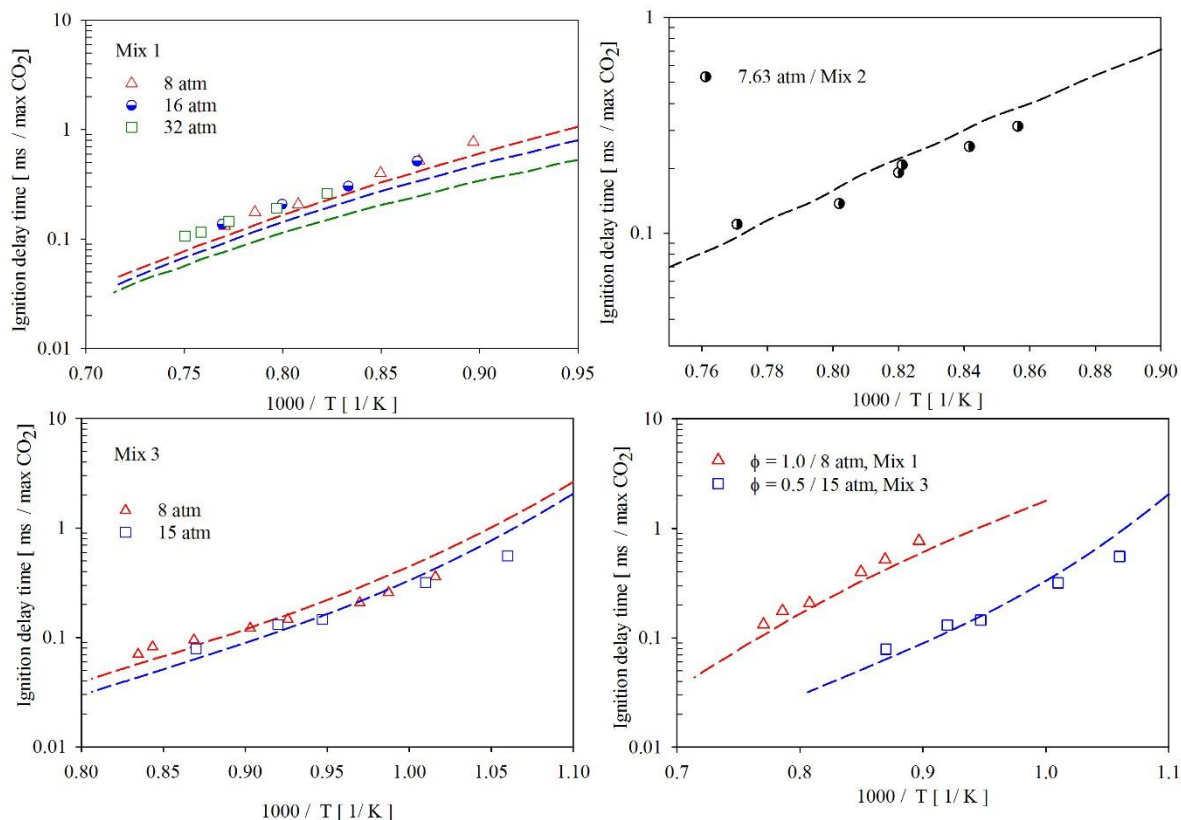 Ignition delay time [ ms / max CO₂]
10
1
0.1
0.01
Mix 1
8 atm
16 atm
32 atm
0.70 0.75 0.80 0.85 0.90 0.95
1000 / T [ 1/ K ]
Ignition delay time [ ms / max CO₂]
1
0.1
7.63 atm / Mix 2
0.76 0.78 0.80 0.82 0.84 0.86 0.88 0.90
1000 / T [ 1/ K ]
Ignition delay time [ ms / max CO₂]
10
1
0.1
0.01
Mix 3
8 atm
15 atm
0.80 0.85 0.90 0.95 1.00 1.05 1.10
1000 / T [ 1/ K ]
Ignition delay time [ ms / max CO₂]
10
1
0.1
0.01
ϕ = 1.0 / 8 atm, Mix 1
ϕ = 0.5 / 15 atm, Mix 3
0.7 0.8 0.9 1.0 1.1
1000 / T [ 1/ K ]